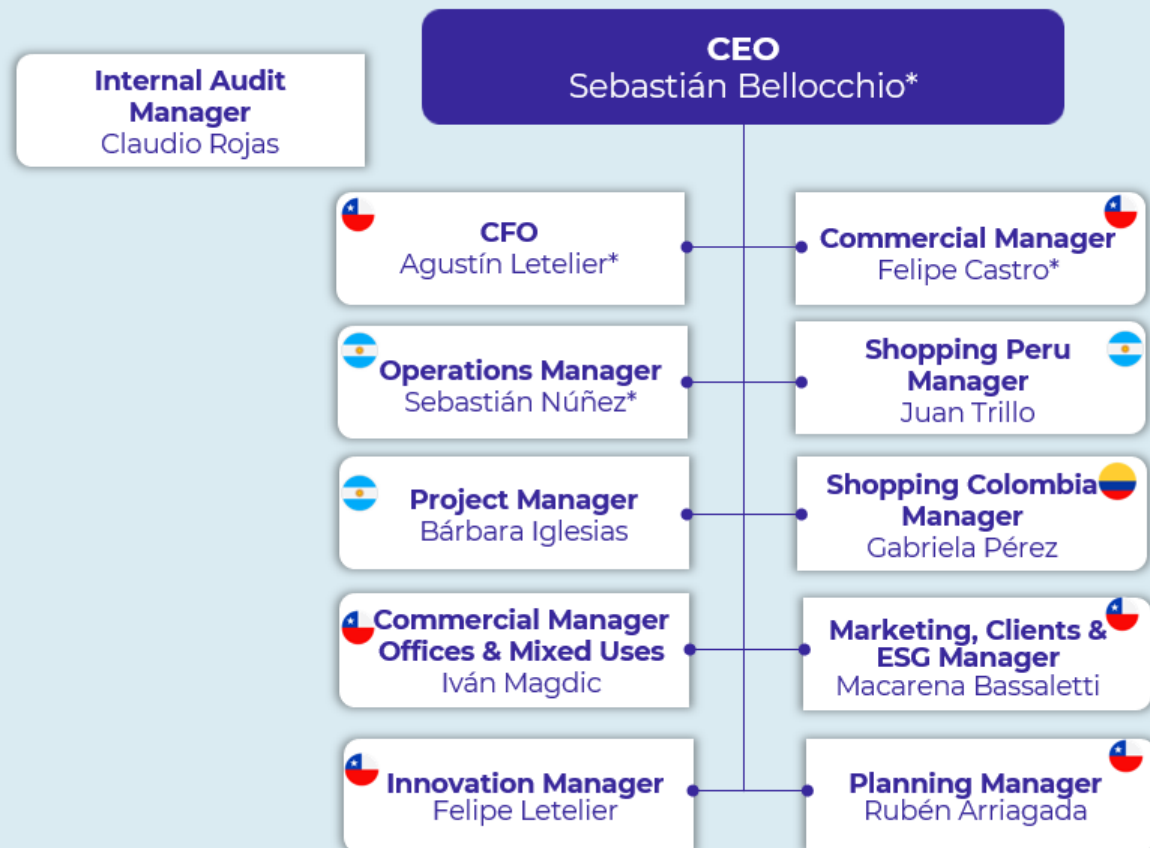 CEO
Sebastián Bellocchio*
Internal Audit
Manager
Claudio Rojas
CFO
Agustín Letelier*
Commercial Manager
Felipe Castro*
Operations Manager
Sebastián Núñez*
Shopping Peru
Manager
Juan Trillo
Project Manager
Bárbara Iglesias
Shopping Colombia
Manager
Gabriela Pérez
Commercial Manager
Offices & Mixed Uses
Iván Magdic
Marketing, Clients &
ESG Manager
Macarena Bassaletti
Innovation Manager
Felipe Letelier
Planning Manager
Rubén Arriagada